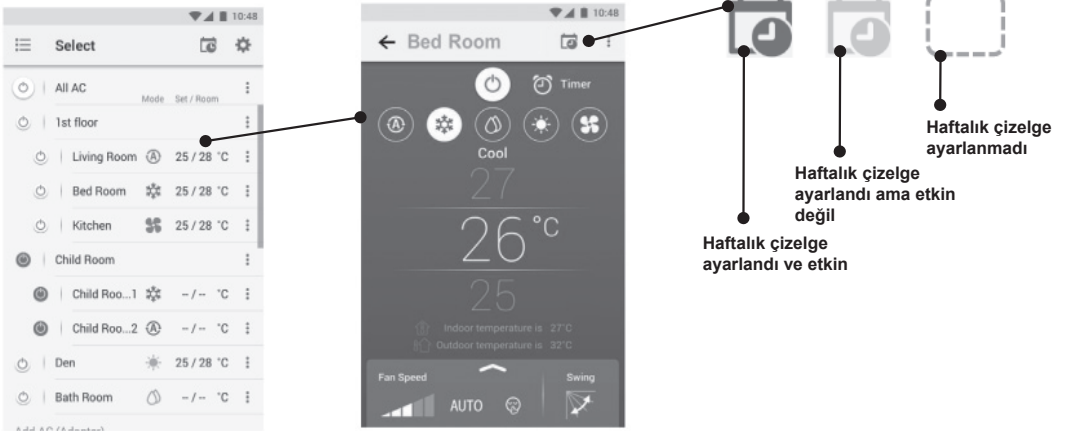 10:48
Select
All AC
Mode Set / Room
1st floor
Living Room 25 / 28 °C
Bed Room 25 / 28 °C
Kitchen 25 / 28 °C
Child Room
Child Roo...1 – / – °C
Child Roo...2 – / – °C
Den 25 / 28 °C
Bath Room – / – °C
Add AC (Adapter)
10:48
Bed Room
Timer
Cool
27
26°C
25
Indoor temperature is 27°C
Outdoor temperature is 32°C
Fan Speed
Swing
AUTO
Haftalık çizelge
ayarlanmadı
Haftalık çizelge
ayarlandı ama etkin
değil
Haftalık çizelge
ayarlandı ve etkin